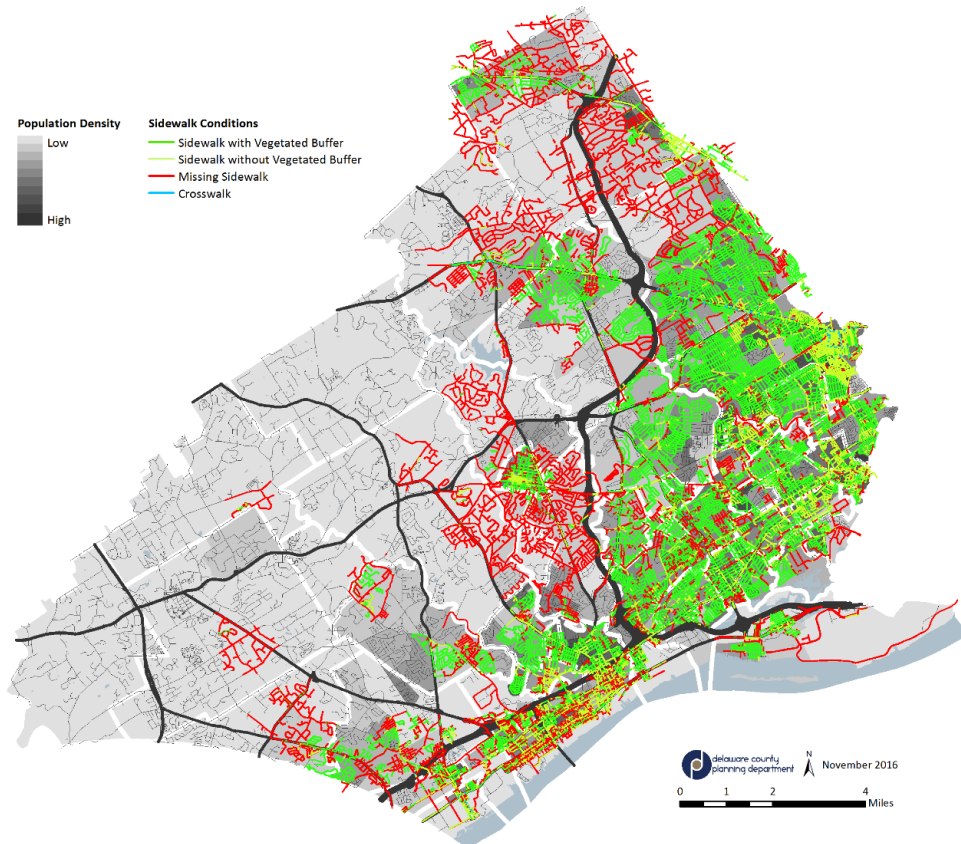 Population Density
Low
High
Sidewalk Conditions
Sidewalk with Vegetated Buffer
Sidewalk without Vegetated Buffer
Missing Sidewalk
Crosswalk
delaware county
planning department
N
November 2016
0 1 2 4
Miles